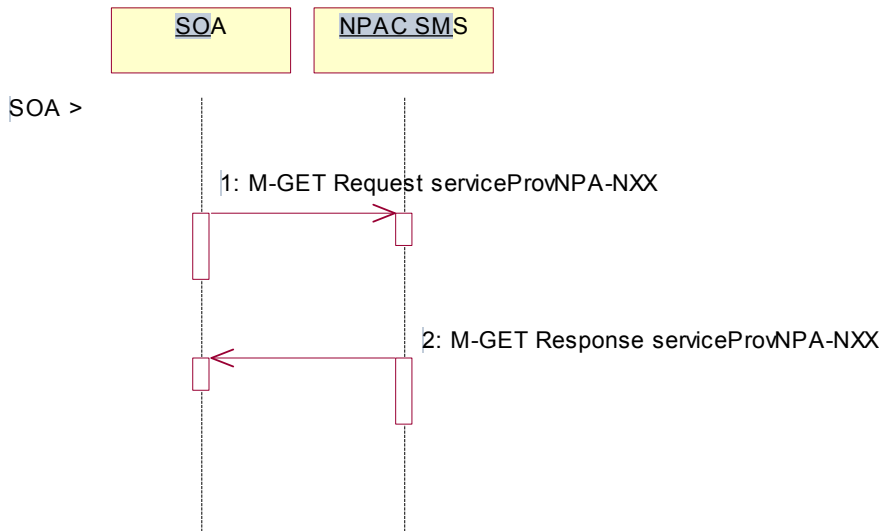 SOA
NPAC SMS
SOA >
1: M-GET Request serviceProvNPA-NXX
2: M-GET Response serviceProvNPA-NXX